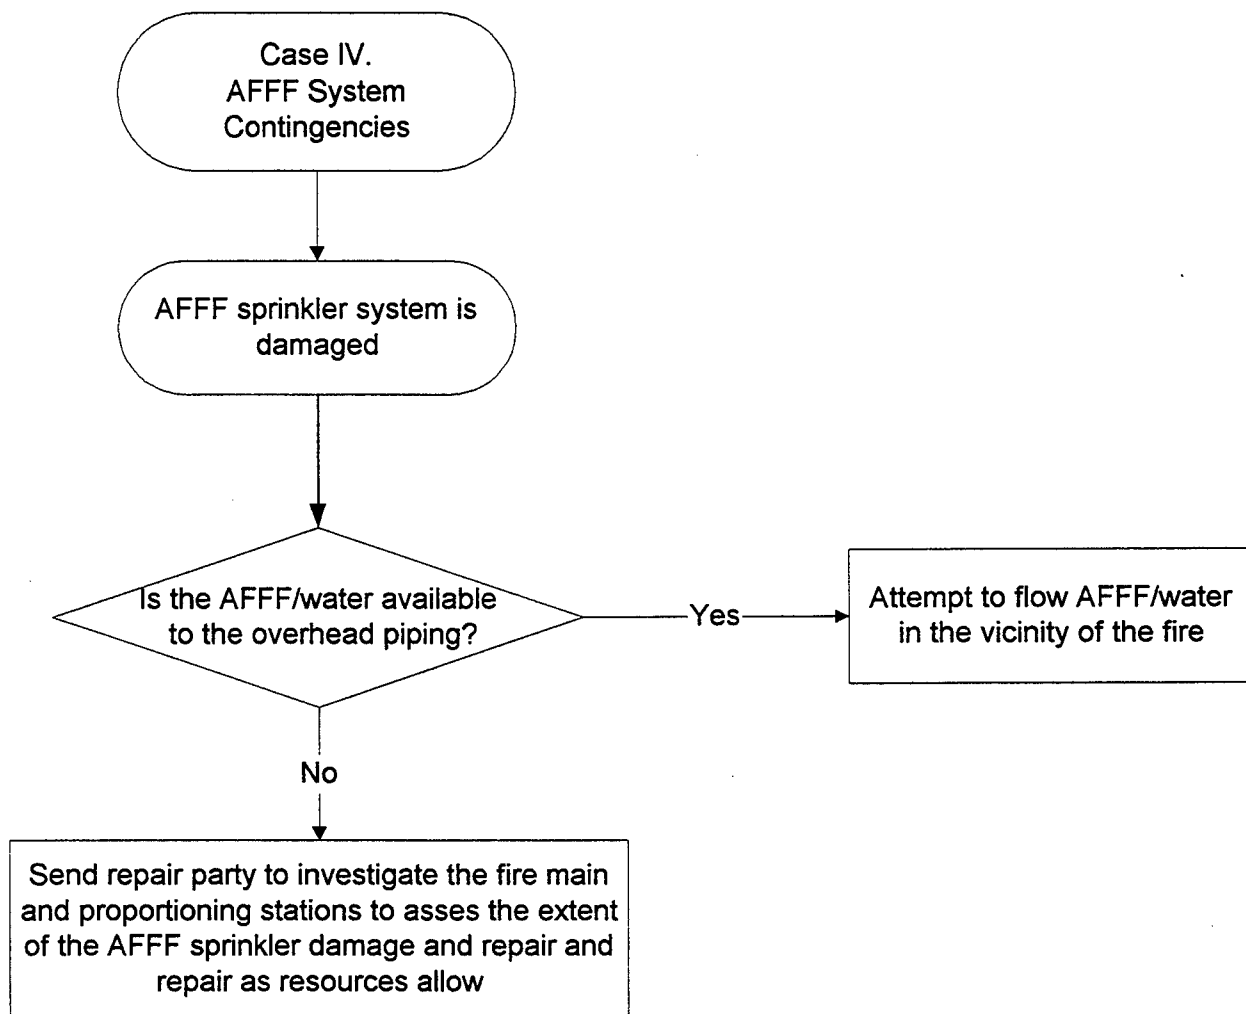 Case IV.
AFFF System
Contingencies
AFFF sprinkler system is
damaged
Is the AFFF/water available
to the overhead piping?
Yes
Attempt to flow AFFF/water
in the vicinity of the fire
No
Send repair party to investigate the fire main
and proportioning stations to asses the extent
of the AFFF sprinkler damage and repair and
repair as resources allow